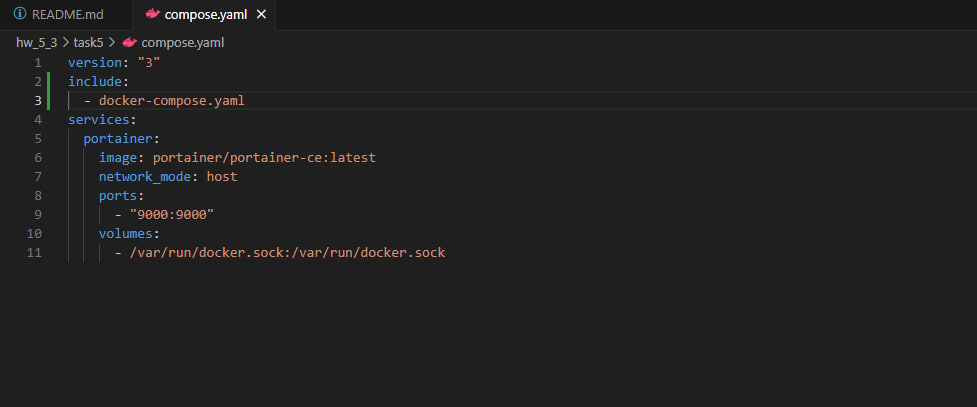 README.md compose.yaml
hw_5_3 > task5 > compose.yaml
1 version: "3"
2 include:
3 - docker-compose.yaml
4 services:
5 portainer:
6 image: portainer/portainer-ce:latest
7 network_mode: host
8 ports:
9 - "9000:9000"
10 volumes:
11 - /var/run/docker.sock:/var/run/docker.sock